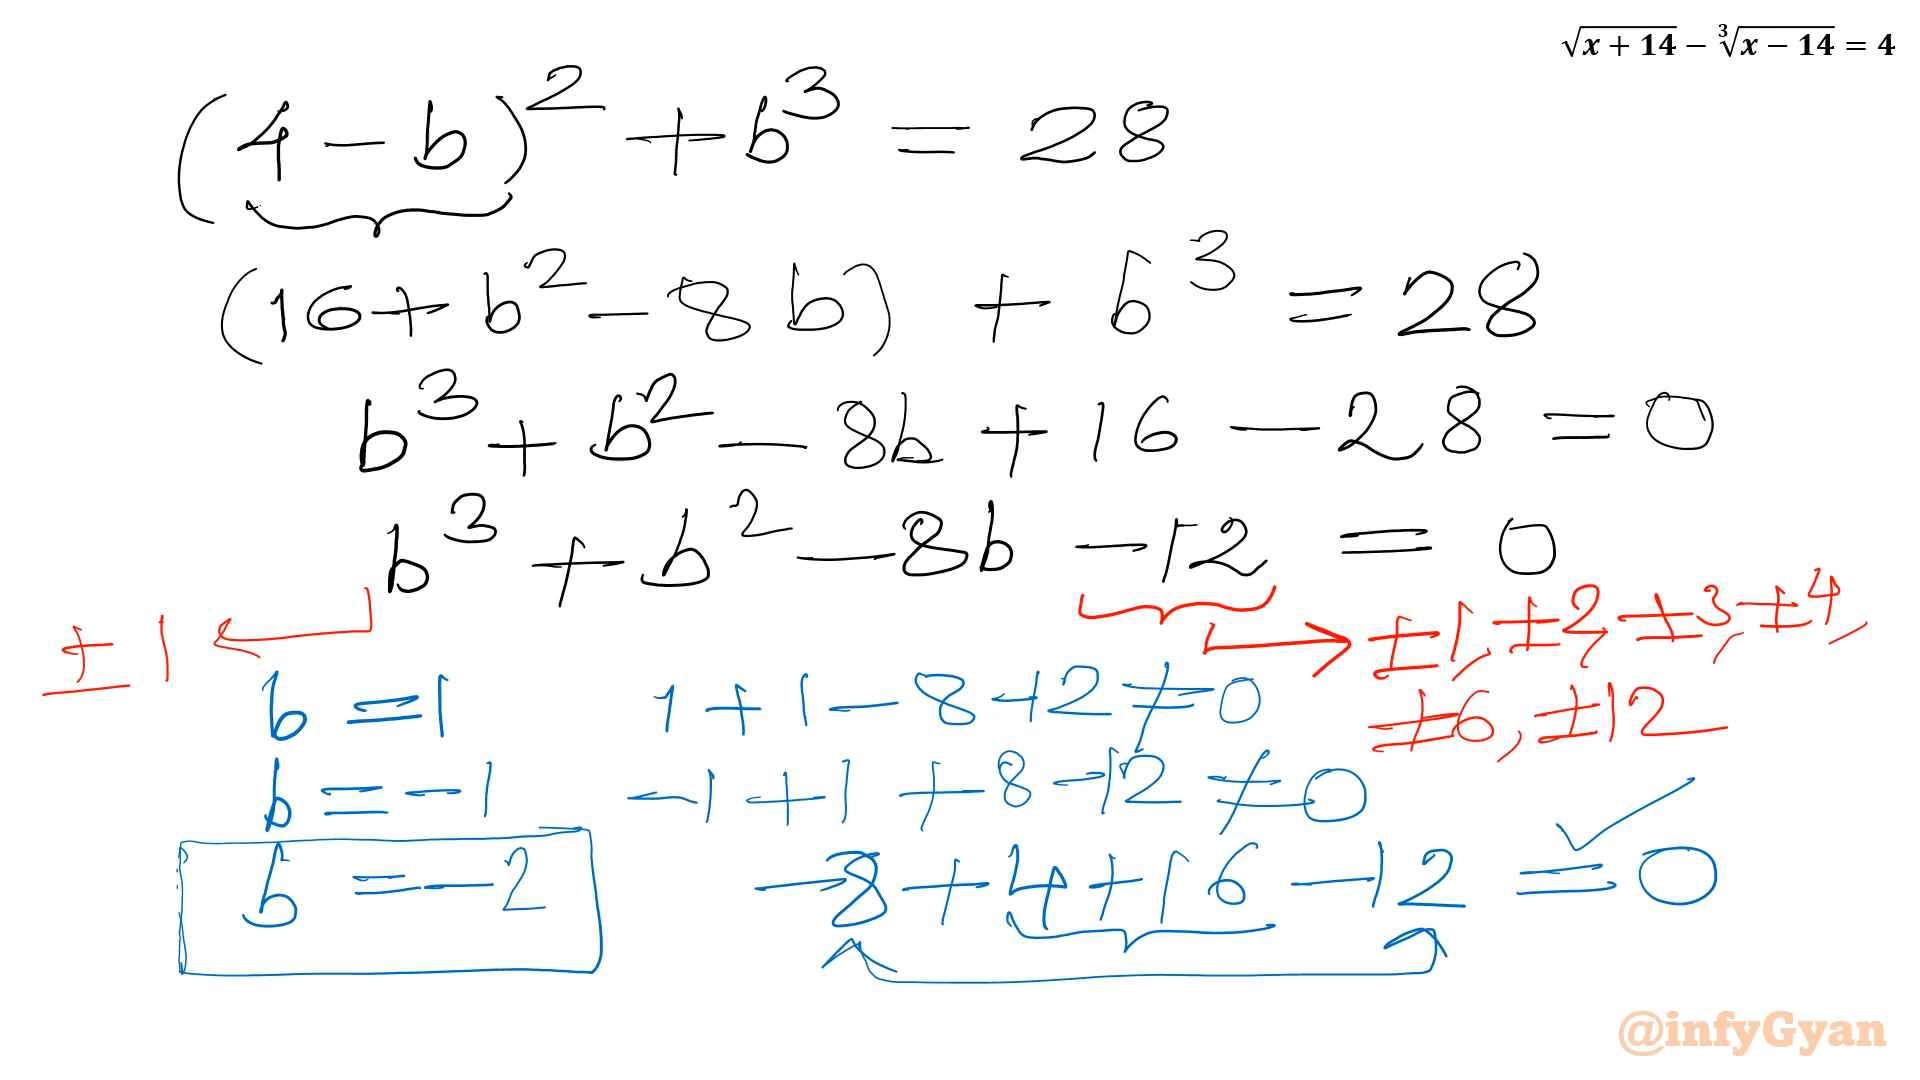 √(x + 14) − ∛(x − 14) = 4
(4 − b)² + b³ = 28
(16 + b² − 8b) + b³ = 28
b³ + b² − 8b + 16 − 28 = 0
b³ + b² − 8b − 12 = 0
±1 ± 1, ± 2, ± 3, ± 4,
± 6, ± 12
b = 1 1 + 1 − 8 − 12 ≠ 0
b = −1 −1 + 1 + 8 − 12 ≠ 0
b = −2 −8 + 4 + 16 − 12 = 0 ✓
@infyGyan